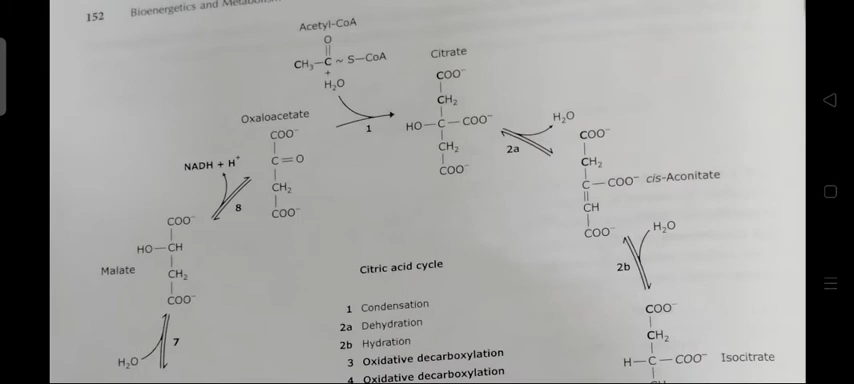 152 Bioenergetics and
Acetyl-CoA
O
CH₃—C ~ S—CoA
+
H₂O
Citrate
COO⁻
CH₂
HO—C—COO⁻
CH₂
COO⁻
1
Oxaloacetate
COO⁻
C=O
CH₂
COO⁻
H₂O
2a
COO⁻
CH₂
C—COO⁻ cis-Aconitate
CH
COO⁻
NADH + H⁺
8
H₂O
2b
COO⁻
HO—CH
Malate
CH₂
COO⁻
H₂O
7
Citric acid cycle
1 Condensation
2a Dehydration
2b Hydration
3 Oxidative decarboxylation
4 Oxidative decarboxylation
COO⁻
CH₂
H—C—COO⁻ Isocitrate